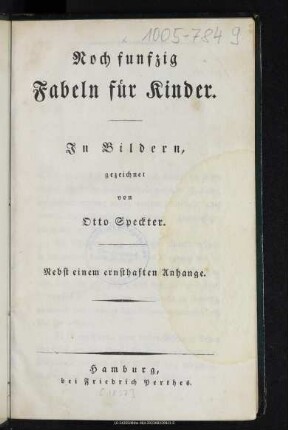 1005-784 9
Noch funfzig
Fabeln für Kinder.
In Bildern,
gezeichnet
von
Otto Speckter.
Nebst einem ernsthaften Anhange.
Hamburg,
bei Friedrich Perthes.